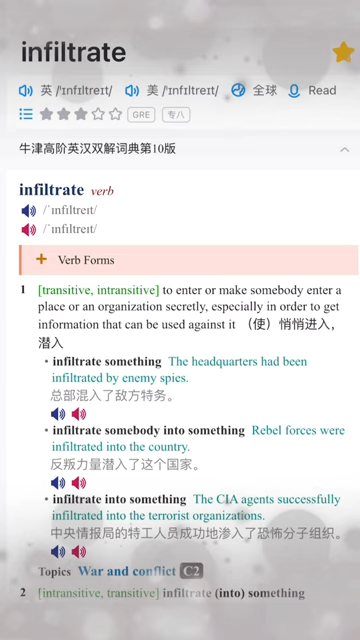 infiltrate
英 /'ɪnfɪltreɪt/ 美 /'ɪnfɪltreɪt/ 全球 Read
GRE 专八
牛津高阶英汉双解词典第10版
infiltrate verb
/ˈɪnfɪltreɪt/
/ˈɪnfɪltreɪt/
+ Verb Forms
1 [transitive, intransitive] to enter or make somebody enter a
place or an organization secretly, especially in order to get
information that can be used against it （使）悄悄进入，
潜入
• infiltrate something The headquarters had been
infiltrated by enemy spies.
总部混入了敌方特务。
• infiltrate somebody into something Rebel forces were
infiltrated into the country.
反叛力量潜入了这个国家。
• infiltrate into something The CIA agents successfully
infiltrated into the terrorist organizations.
中央情报局的特工人员成功地渗入了恐怖分子组织。
Topics War and conflict C2
2 [intransitive, transitive] infiltrate (into) something